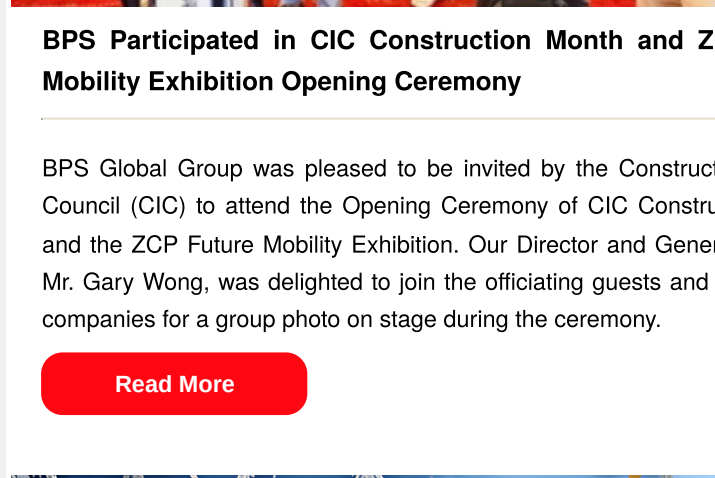 BPS Participated in CIC Construction Month and Z
Mobility Exhibition Opening Ceremony
BPS Global Group was pleased to be invited by the
Council (CIC) to attend the Opening Ceremony of CIC
and the ZCP Future Mobility Exhibition. Our Director and
Mr. Gary Wong, was delighted to join the officiating guests and
companies for a group photo on stage during the ceremony.
Read More